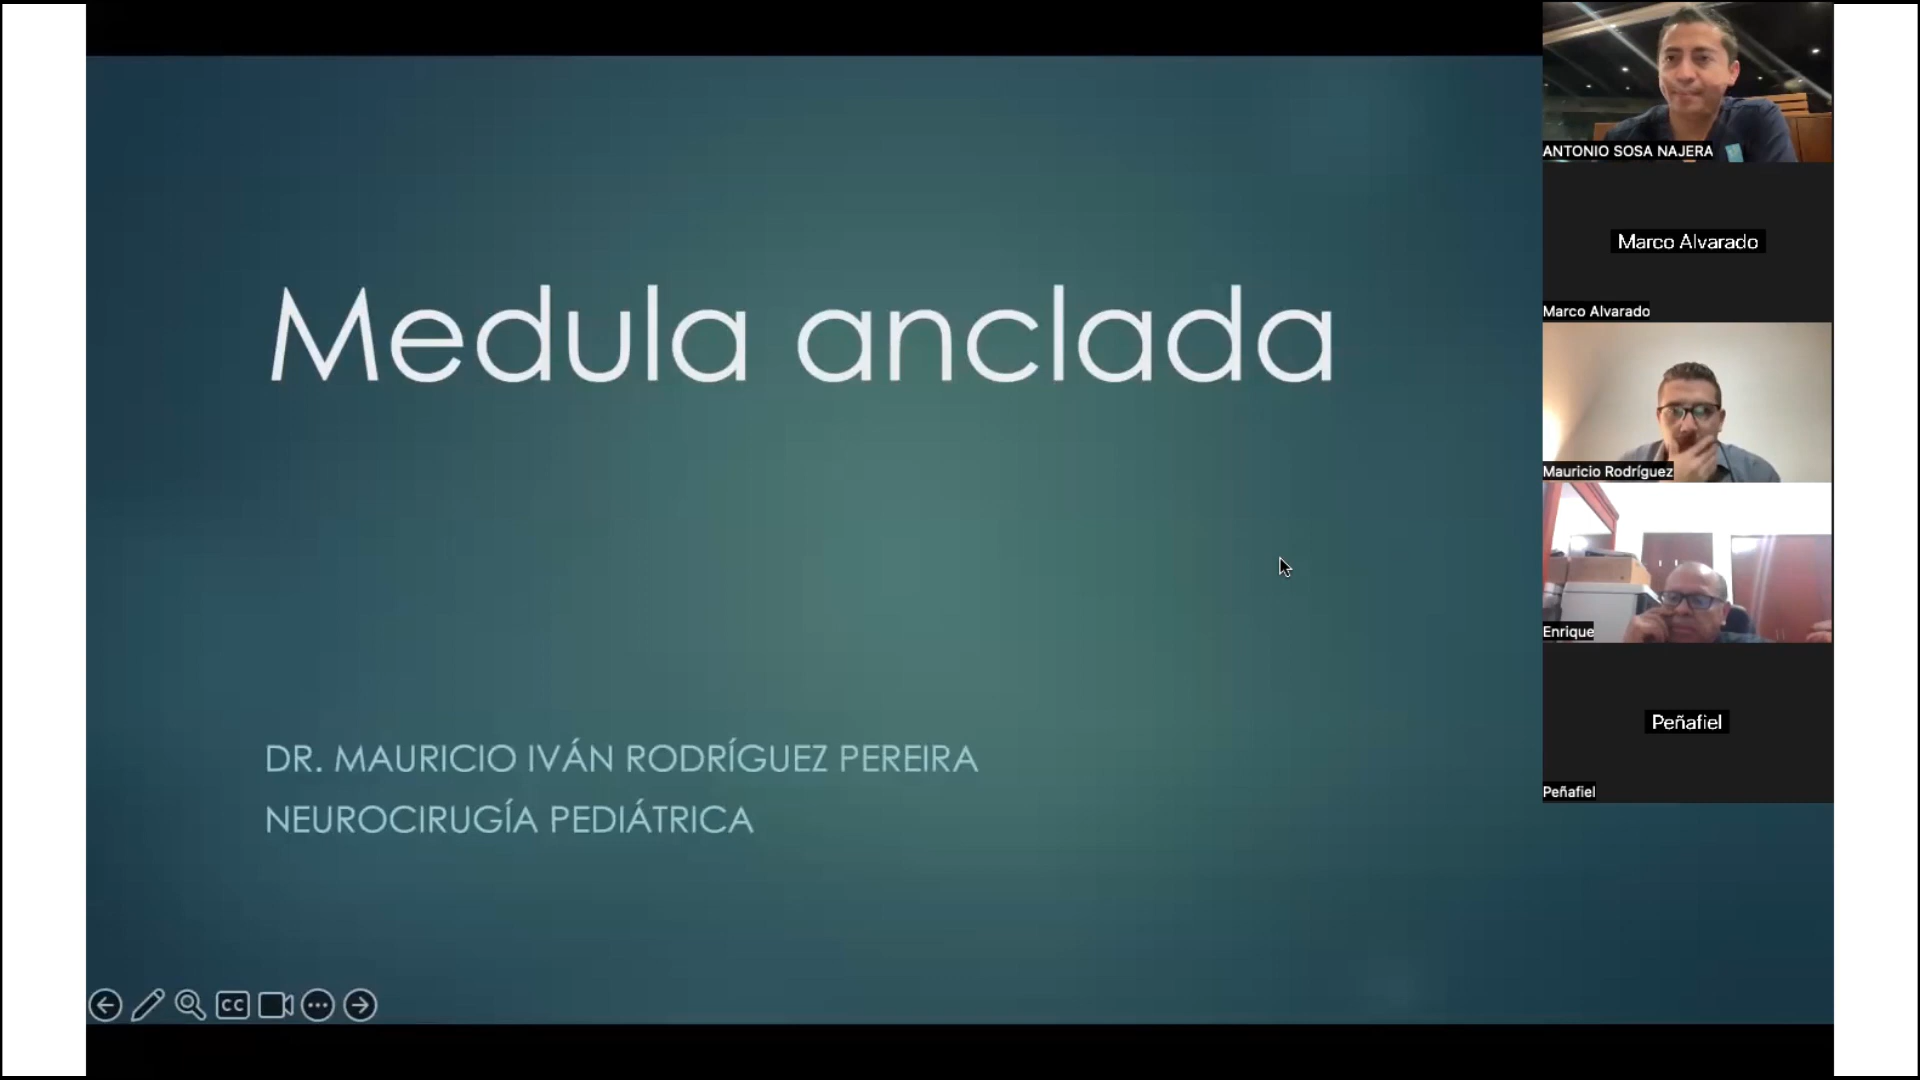 Medula anclada
DR. MAURICIO IVÁN RODRÍGUEZ PEREIRA
NEUROCIRUGÍA PEDIÁTRICA
CC
ANTONIO SOSA NAJERA
Marco Alvarado
Marco Alvarado
Mauricio Rodríguez
Enrique
Peñafiel
Peñafiel